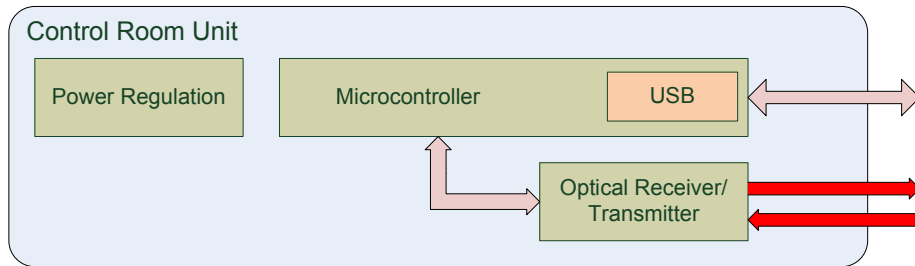 Control Room Unit
Power Regulation
Microcontroller
USB
Optical Receiver/
Transmitter